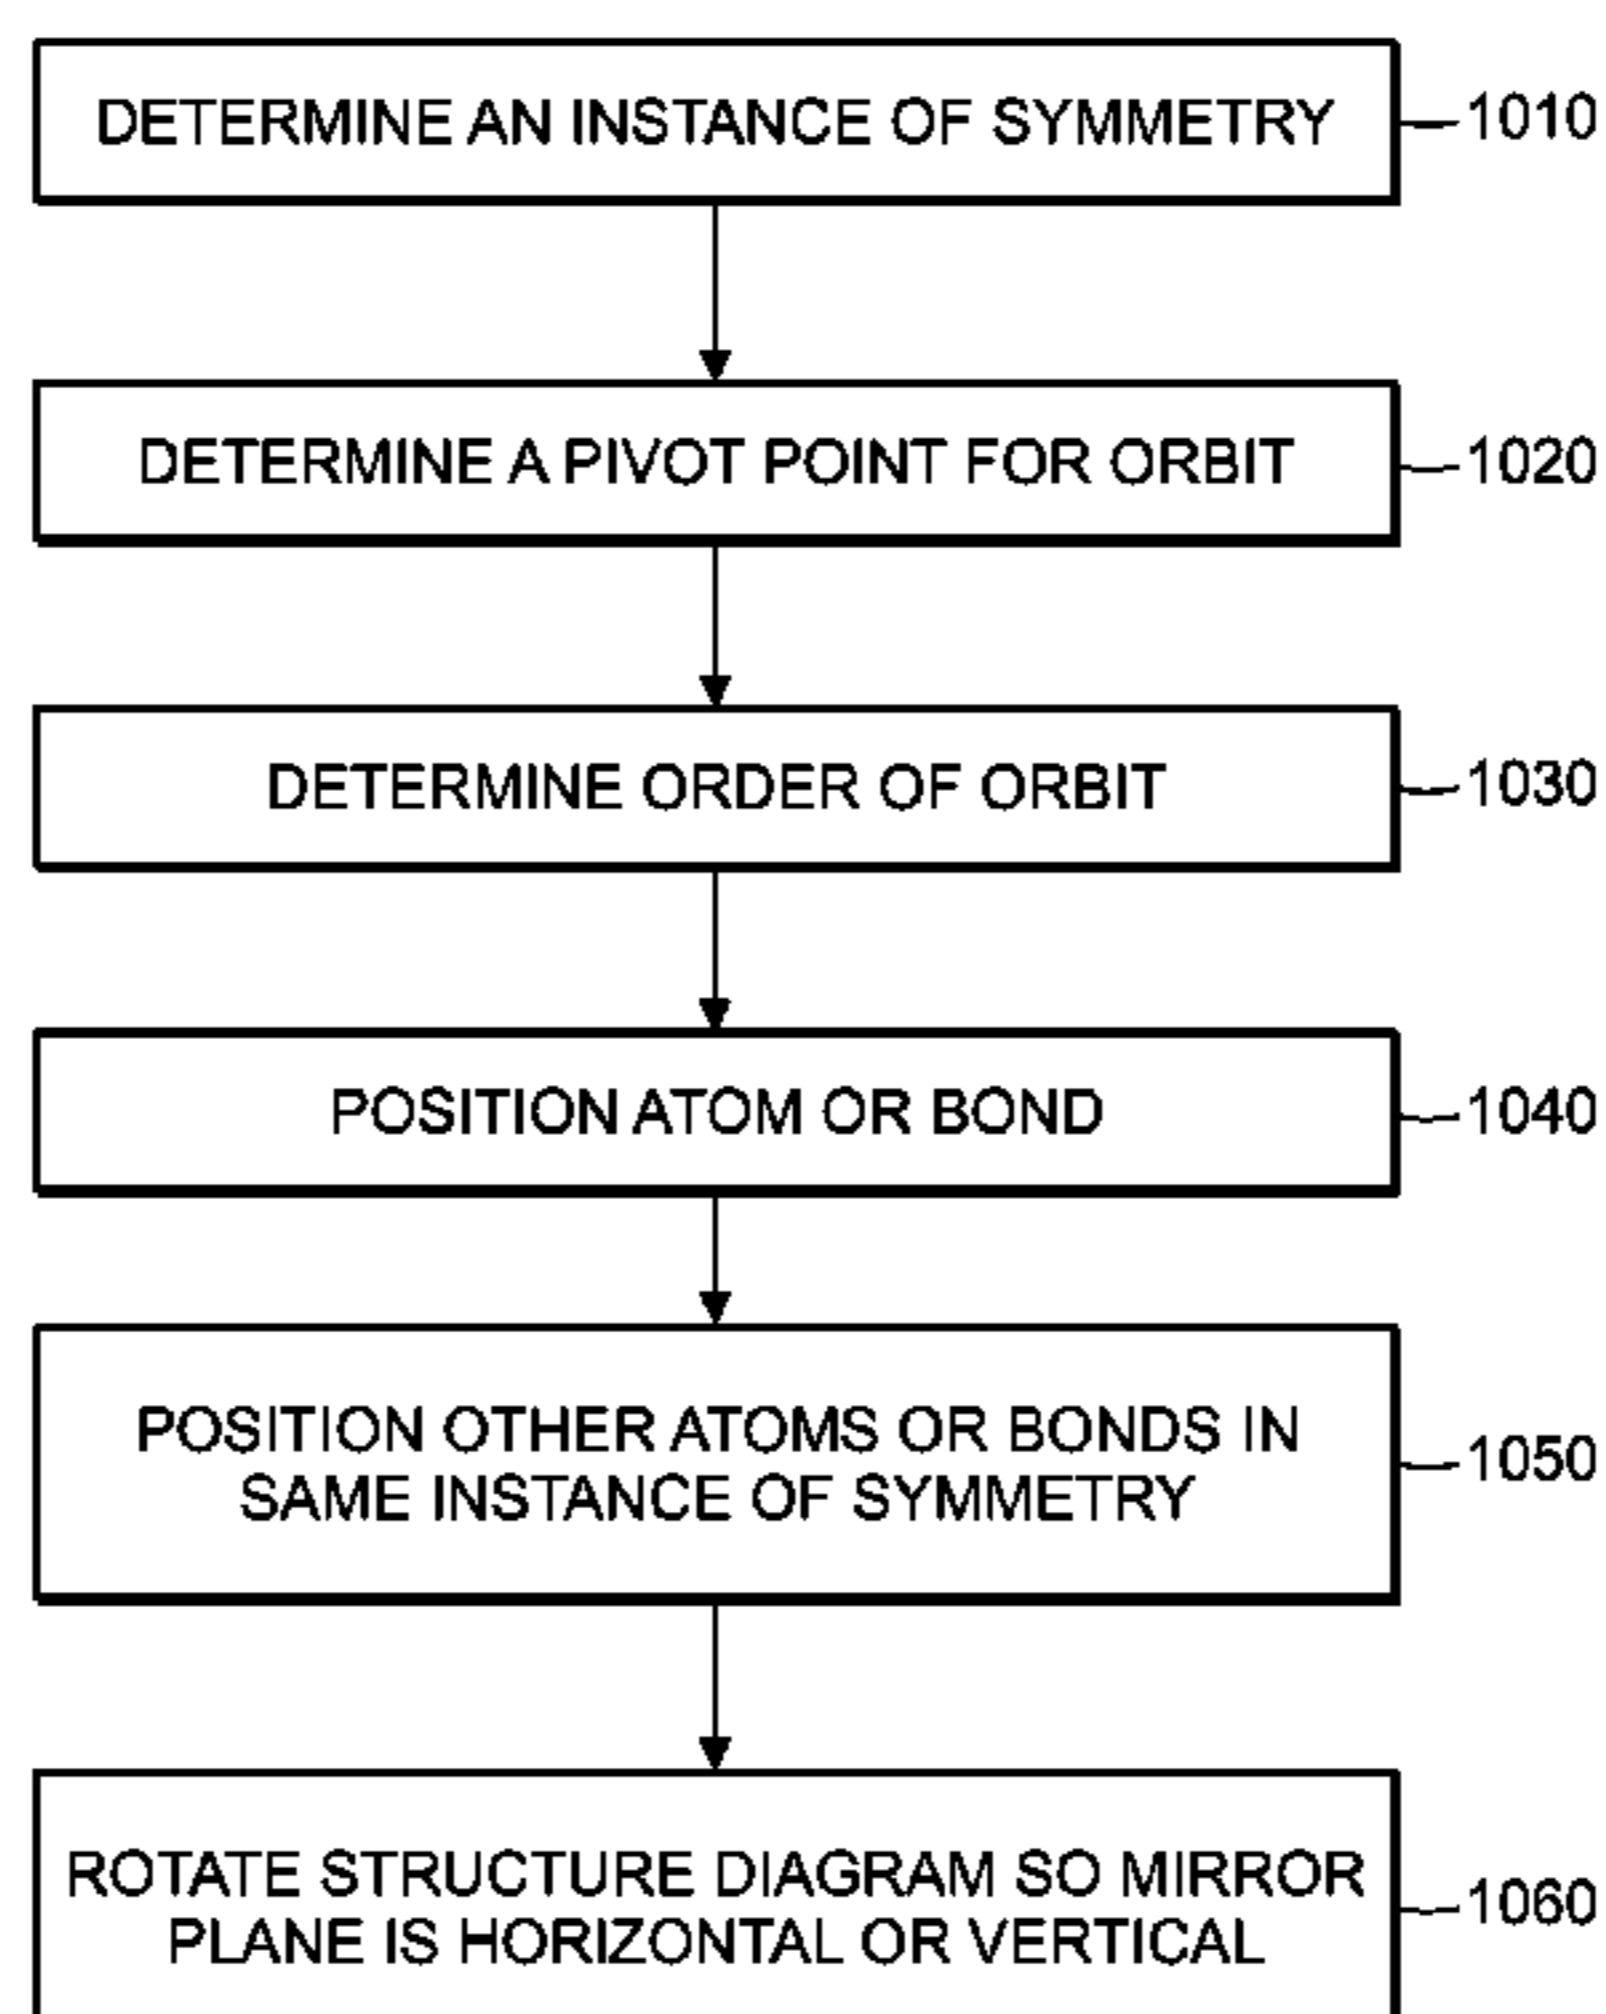 DETERMINE AN INSTANCE OF SYMMETRY
1010
DETERMINE A PIVOT POINT FOR ORBIT
1020
DETERMINE ORDER OF ORBIT
1030
POSITION ATOM OR BOND
1040
POSITION OTHER ATOMS OR BONDS IN
SAME INSTANCE OF SYMMETRY
1050
ROTATE STRUCTURE DIAGRAM SO MIRROR
PLANE IS HORIZONTAL OR VERTICAL
1060